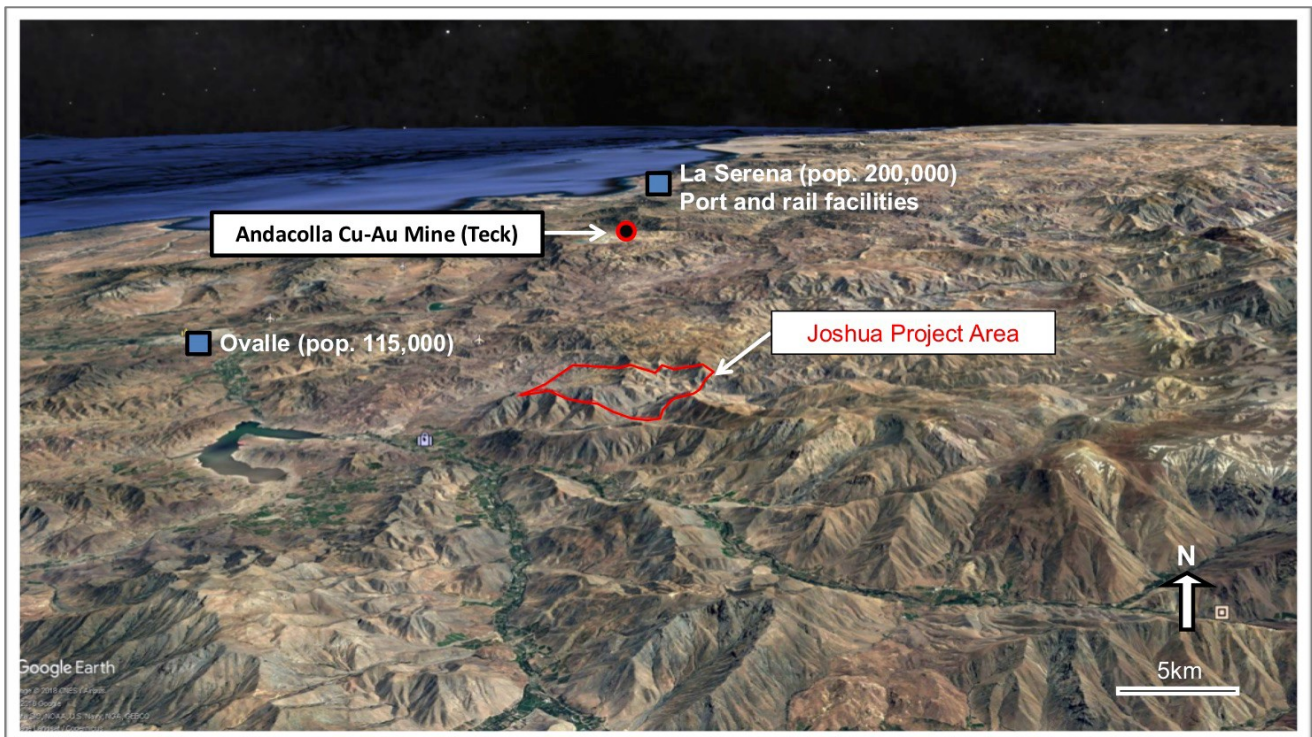 La Serena (pop. 200,000)
Port and rail facilities
Andacolla Cu-Au Mine (Teck)
Joshua Project Area
Ovalle (pop. 115,000)
N
5km
Google Earth